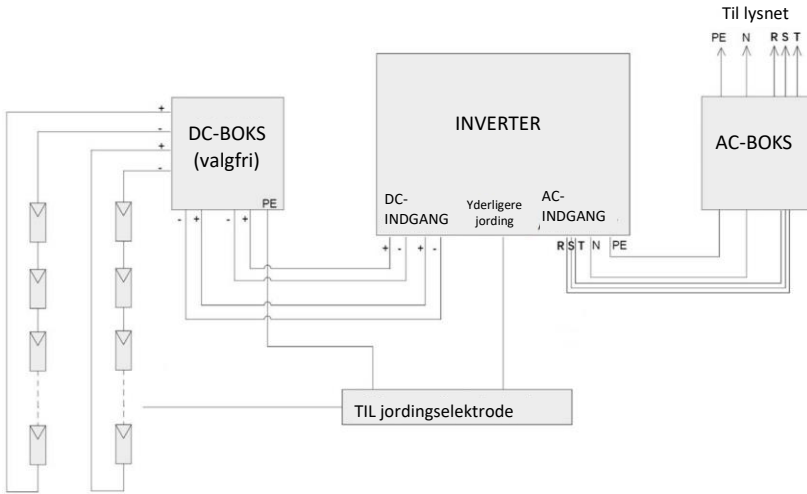 Til lysnet
PE N R S T
DC-BOKS
(valgfri)
PE
+
-
+
-
- + - +
INVERTER
DC-
INDGANG
Yderligere
jording
AC-
INDGANG
+ - + -
R S T N PE
AC-BOKS
TIL jordingselektrode